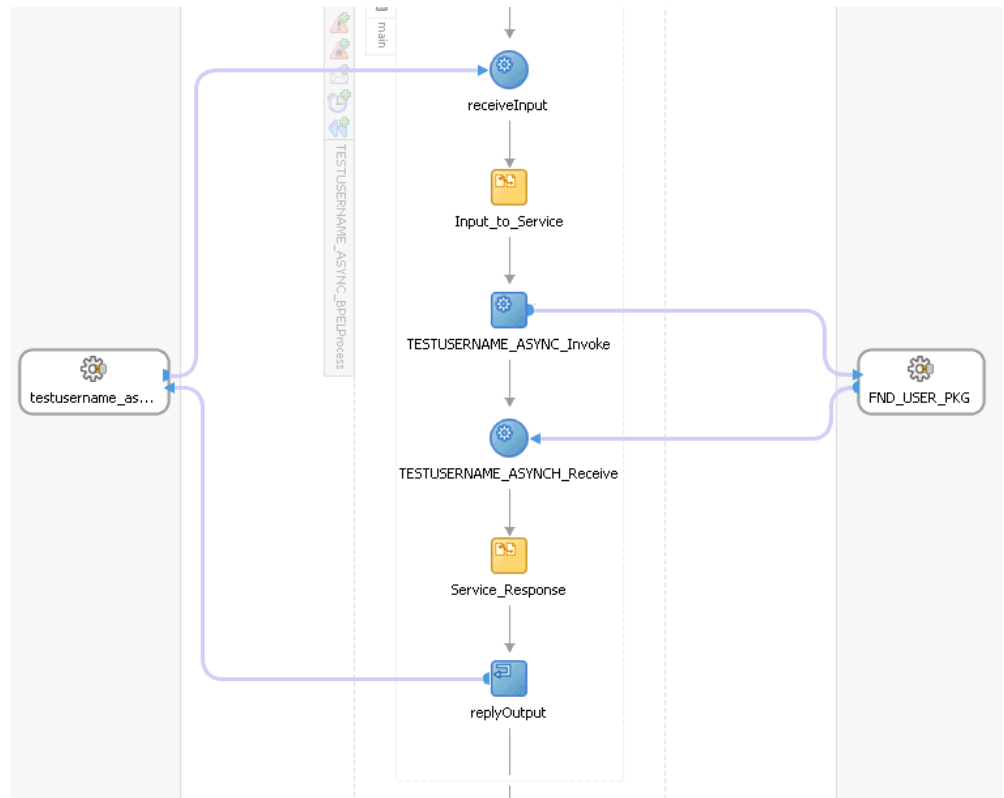 main
receiveInput
TESTUSERNAME_ASYNC_BPELProcess
Input_to_Service
TESTUSERNAME_ASYNC_Invoke
testusername_as...
FND_USER_PKG
TESTUSERNAME_ASYNCH_Receive
Service_Response
replyOutput